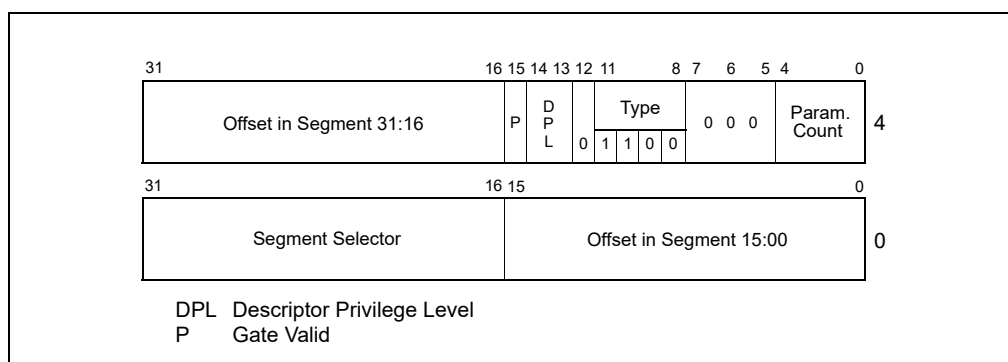 31 16 15 14 13 12 11 8 7 6 5 4 0
Offset in Segment 31:16 P DPL 0 Type 1 1 0 0 0 0 0 Param. Count 4
31 16 15 0
Segment Selector Offset in Segment 15:00 0
DPL Descriptor Privilege Level
P Gate Valid